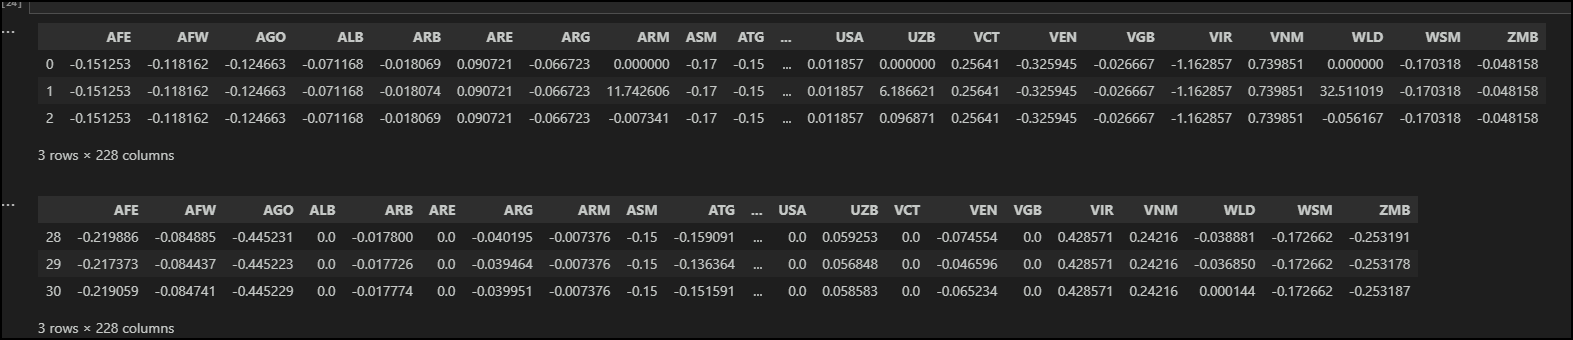 [24]
...
AFE AFW AGO ALB ARB ARE ARG ARM ASM ATG ... USA UZB VCT VEN VGB VIR VNM WLD WSM ZMB
0 -0.151253 -0.118162 -0.124663 -0.071168 -0.018069 0.090721 -0.066723 0.000000 -0.17 -0.15 ... 0.011857 0.000000 0.25641 -0.325945 -0.026667 -1.162857 0.739851 0.000000 -0.170318 -0.048158
1 -0.151253 -0.118162 -0.124663 -0.071168 -0.018074 0.090721 -0.066723 11.742606 -0.17 -0.15 ... 0.011857 6.186621 0.25641 -0.325945 -0.026667 -1.162857 0.739851 32.511019 -0.170318 -0.048158
2 -0.151253 -0.118162 -0.124663 -0.071168 -0.018069 0.090721 -0.066723 -0.007341 -0.17 -0.15 ... 0.011857 0.096871 0.25641 -0.325945 -0.026667 -1.162857 0.739851 -0.056167 -0.170318 -0.048158
3 rows × 228 columns
...
AFE AFW AGO ALB ARB ARE ARG ARM ASM ATG ... USA UZB VCT VEN VGB VIR VNM WLD WSM ZMB
28 -0.219886 -0.084885 -0.445231 0.0 -0.017800 0.0 -0.040195 -0.007376 -0.15 -0.159091 ... 0.0 0.059253 0.0 -0.074554 0.0 0.428571 0.24216 -0.038881 -0.172662 -0.253191
29 -0.217373 -0.084437 -0.445223 0.0 -0.017726 0.0 -0.039464 -0.007376 -0.15 -0.136364 ... 0.0 0.056848 0.0 -0.046596 0.0 0.428571 0.24216 -0.036850 -0.172662 -0.253178
30 -0.219059 -0.084741 -0.445229 0.0 -0.017774 0.0 -0.039951 -0.007376 -0.15 -0.151591 ... 0.0 0.058583 0.0 -0.065234 0.0 0.428571 0.24216 0.000144 -0.172662 -0.253187
3 rows × 228 columns